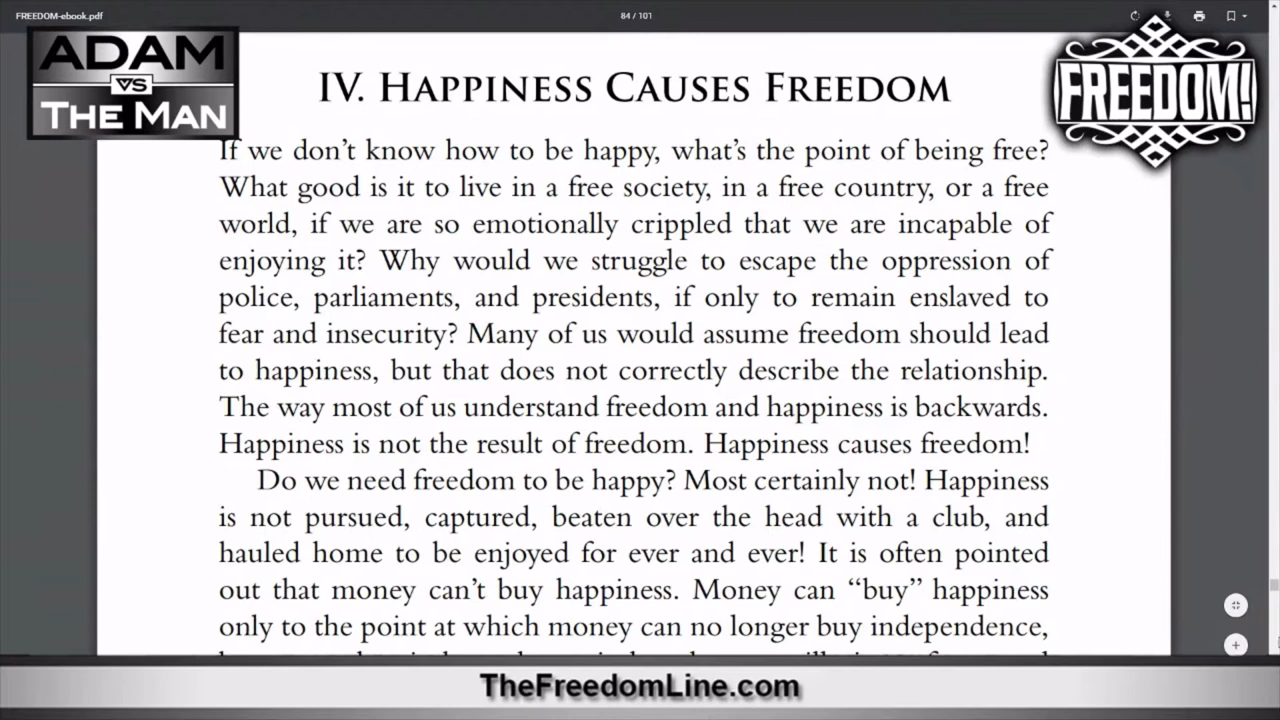 FREEDOM-ebook.pdf
84 / 101
ADAM
VS
THE MAN
FREEDOM!
IV. Happiness Causes Freedom
If we don't know how to be happy, what's the point of being free?
What good is it to live in a free society, in a free country, or a free
world, if we are so emotionally crippled that we are incapable of
enjoying it? Why would we struggle to escape the oppression of
police, parliaments, and presidents, if only to remain enslaved to
fear and insecurity? Many of us would assume freedom should lead
to happiness, but that does not correctly describe the relationship.
The way most of us understand freedom and happiness is backwards.
Happiness is not the result of freedom. Happiness causes freedom!
Do we need freedom to be happy? Most certainly not! Happiness
is not pursued, captured, beaten over the head with a club, and
hauled home to be enjoyed for ever and ever! It is often pointed
out that money can't buy happiness. Money can “buy” happiness
only to the point at which money can no longer buy independence,
TheFreedomLine.com